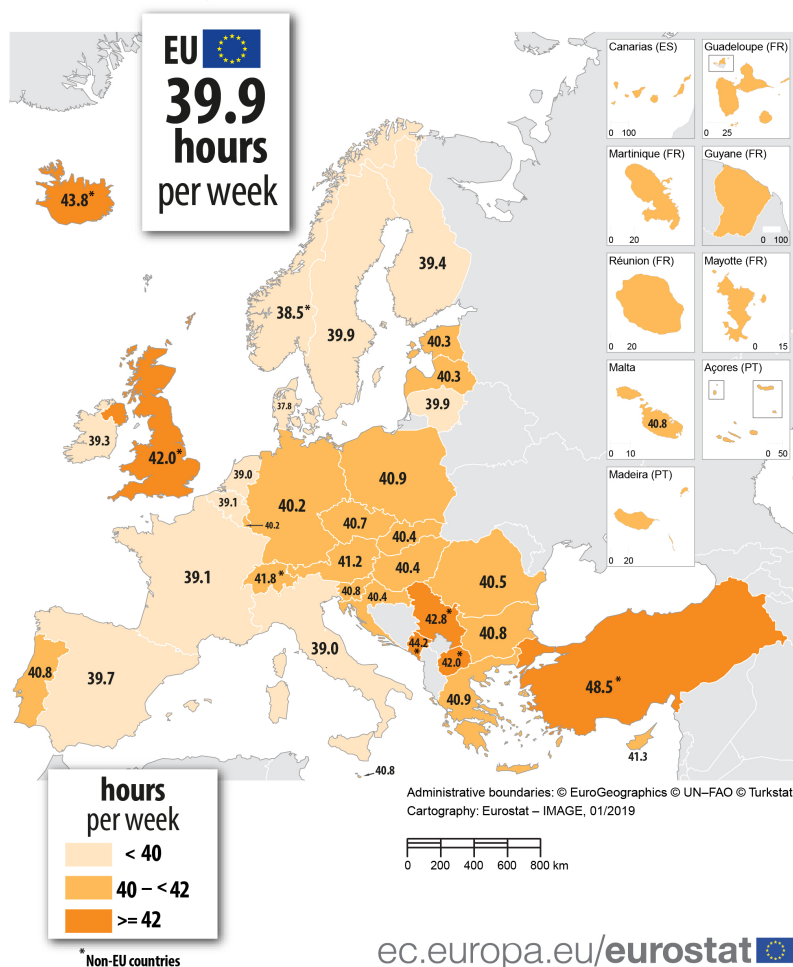 EU
39.9
hours
per week
Canarias (ES)
0 100
Guadeloupe (FR)
0 25
Martinique (FR)
0 20
Guyane (FR)
0 100
Réunion (FR)
0 20
Mayotte (FR)
0 15
Malta
40.8
0 10
Açores (PT)
0 50
Madeira (PT)
0 20
43.8*
39.4
38.5*
39.9
40.3
40.3
39.9
37.8
39.3
42.0*
39.0
39.1
40.2
40.9
40.2
40.7
40.4
39.1
41.8*
41.2
40.4
40.5
40.8
40.4
42.8*
40.8
44.2
*
42.0*
39.0
40.8
39.7
40.9
48.5*
41.3
40.8
hours
per week
< 40
40 – < 42
>= 42
*Non-EU countries
Administrative boundaries: © EuroGeographics © UN–FAO © Turkstat
Cartography: Eurostat – IMAGE, 01/2019
0 200 400 600 800 km
ec.europa.eu/eurostat